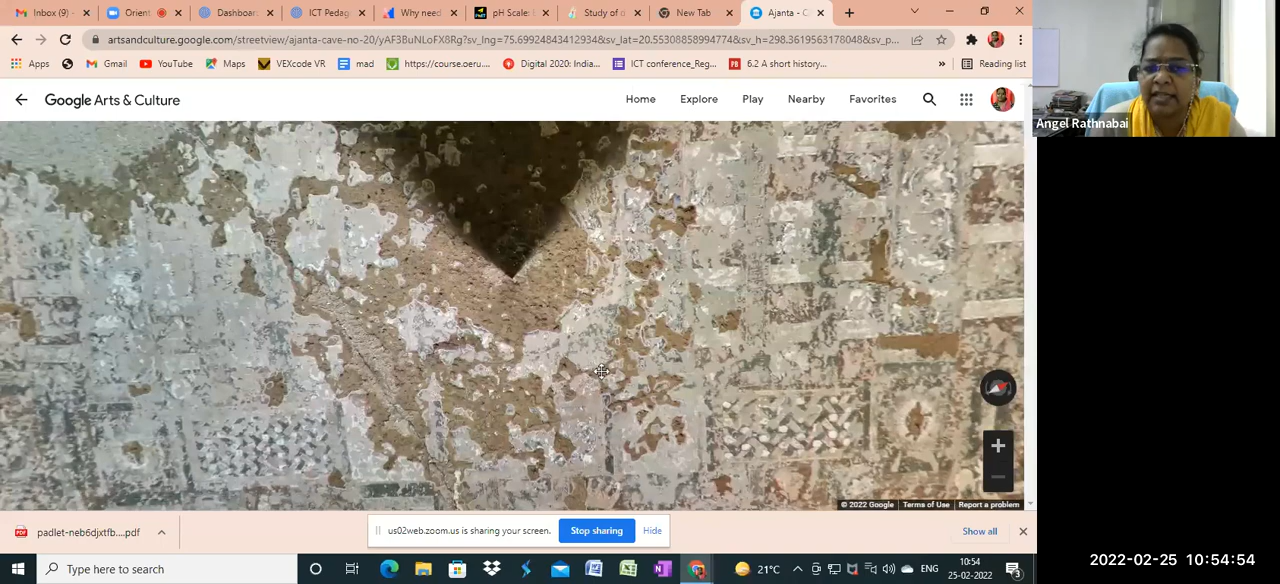 Inbox (9) -
Orient
Dashboard
ICT Pedag
Why need
pH Scale:
Study of
New Tab
Ajanta - C
artsandculture.google.com/streetview/ajanta-cave-no-20/yAF3BuNLoFX8Rg?sv_lng=75.6992484312934&sv_lat=20.5530885899477​4&sv_h=298.3619563178048&sv_p...
Apps
Gmail
YouTube
Maps
VEXcode VR
mad
https://course.oeru....
Digital 2020: India...
ICT conference_Reg...
6.2 A short history...
»
Reading list
Google Arts & Culture
Home
Explore
Play
Nearby
Favorites
Angel Rathnabai
© 2022 Google
Terms of Use
Report a problem
padlet-neb6djxtfb....pdf
us02web.zoom.us is sharing your screen.
Stop sharing
Hide
Show all
Type here to search
21°C
ENG
10:54
25-02-2022
3
2022-02-25 10:54:54